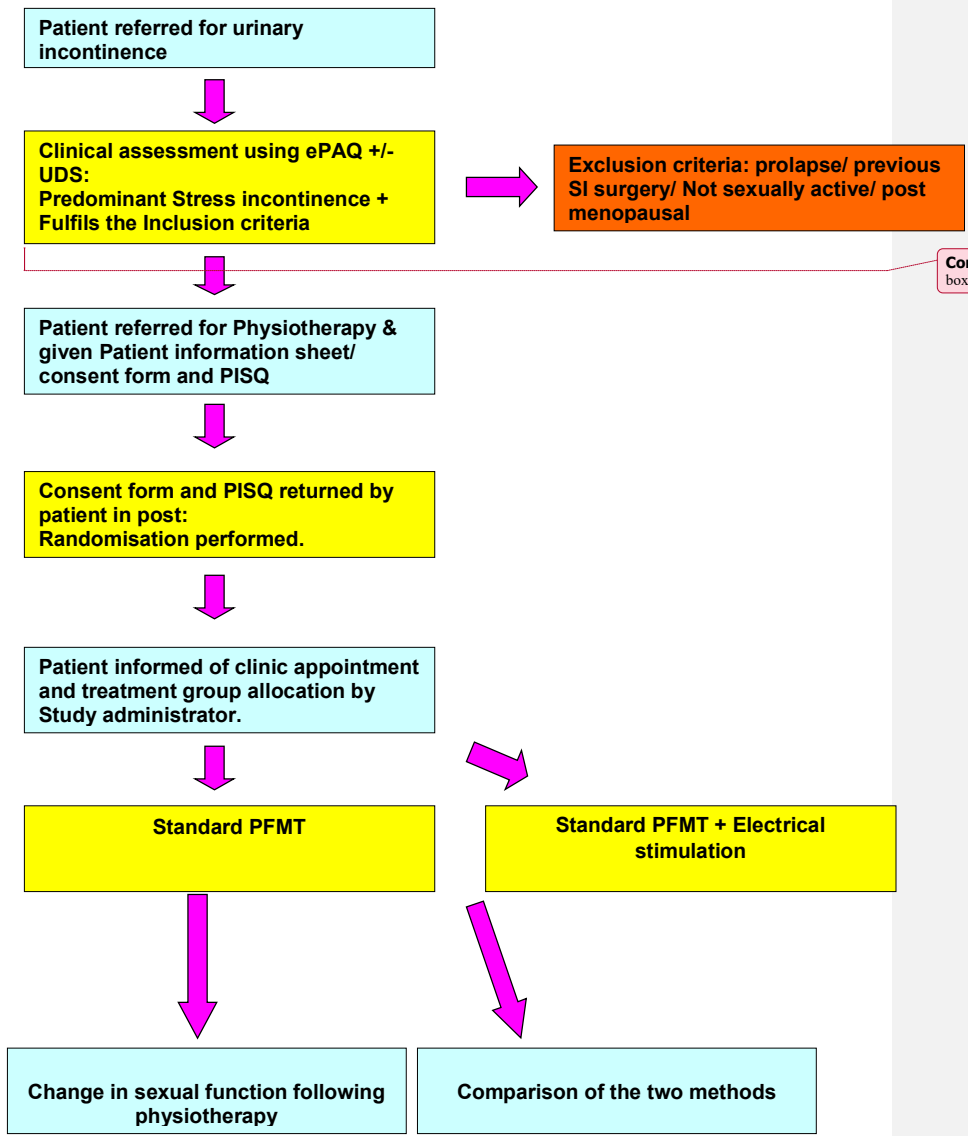 Patient referred for urinary
incontinence
Clinical assessment using ePAQ +/-
UDS:
Predominant Stress incontinence +
Fulfils the Inclusion criteria
Exclusion criteria: prolapse/ previous
SI surgery/ Not sexually active/ post
menopausal
box
Patient referred for Physiotherapy &
given Patient information sheet/
consent form and PISQ
Consent form and PISQ returned by
patient in post:
Randomisation performed.
Patient informed of clinic appointment
and treatment group allocation by
Study administrator.
Standard PFMT
Standard PFMT + Electrical
stimulation
Change in sexual function following
physiotherapy
Comparison of the two methods